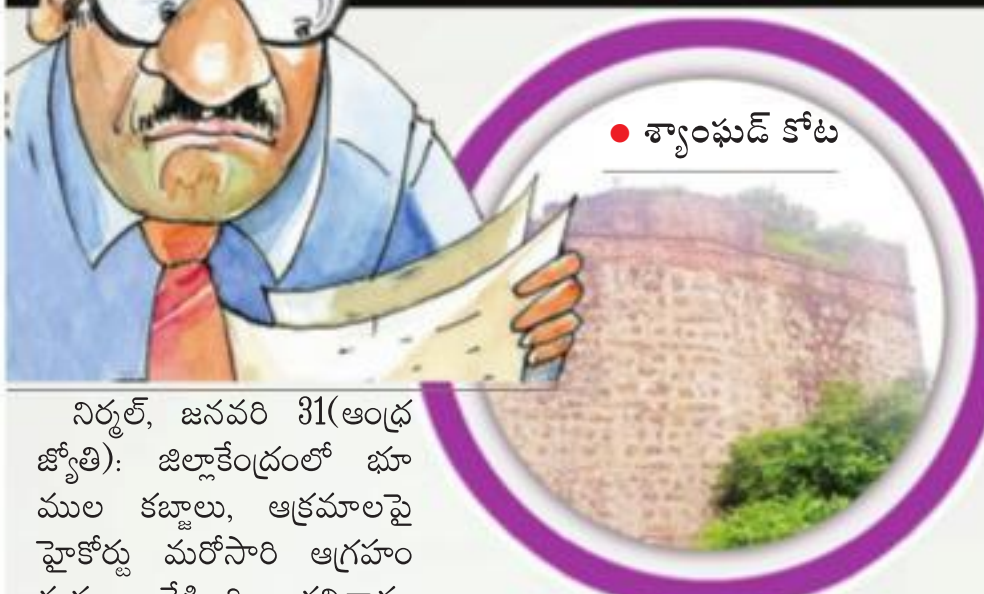 ● శ్యాంఘడ్ కోట
నిర్మల్, జనవరి 31(ఆంధ్ర
జ్యోతి): జిల్లాకేంద్రంలో భూ
ముల కబ్జాలు, ఆక్రమాలపై
హైకోర్టు మరోసారి ఆగ్రహం